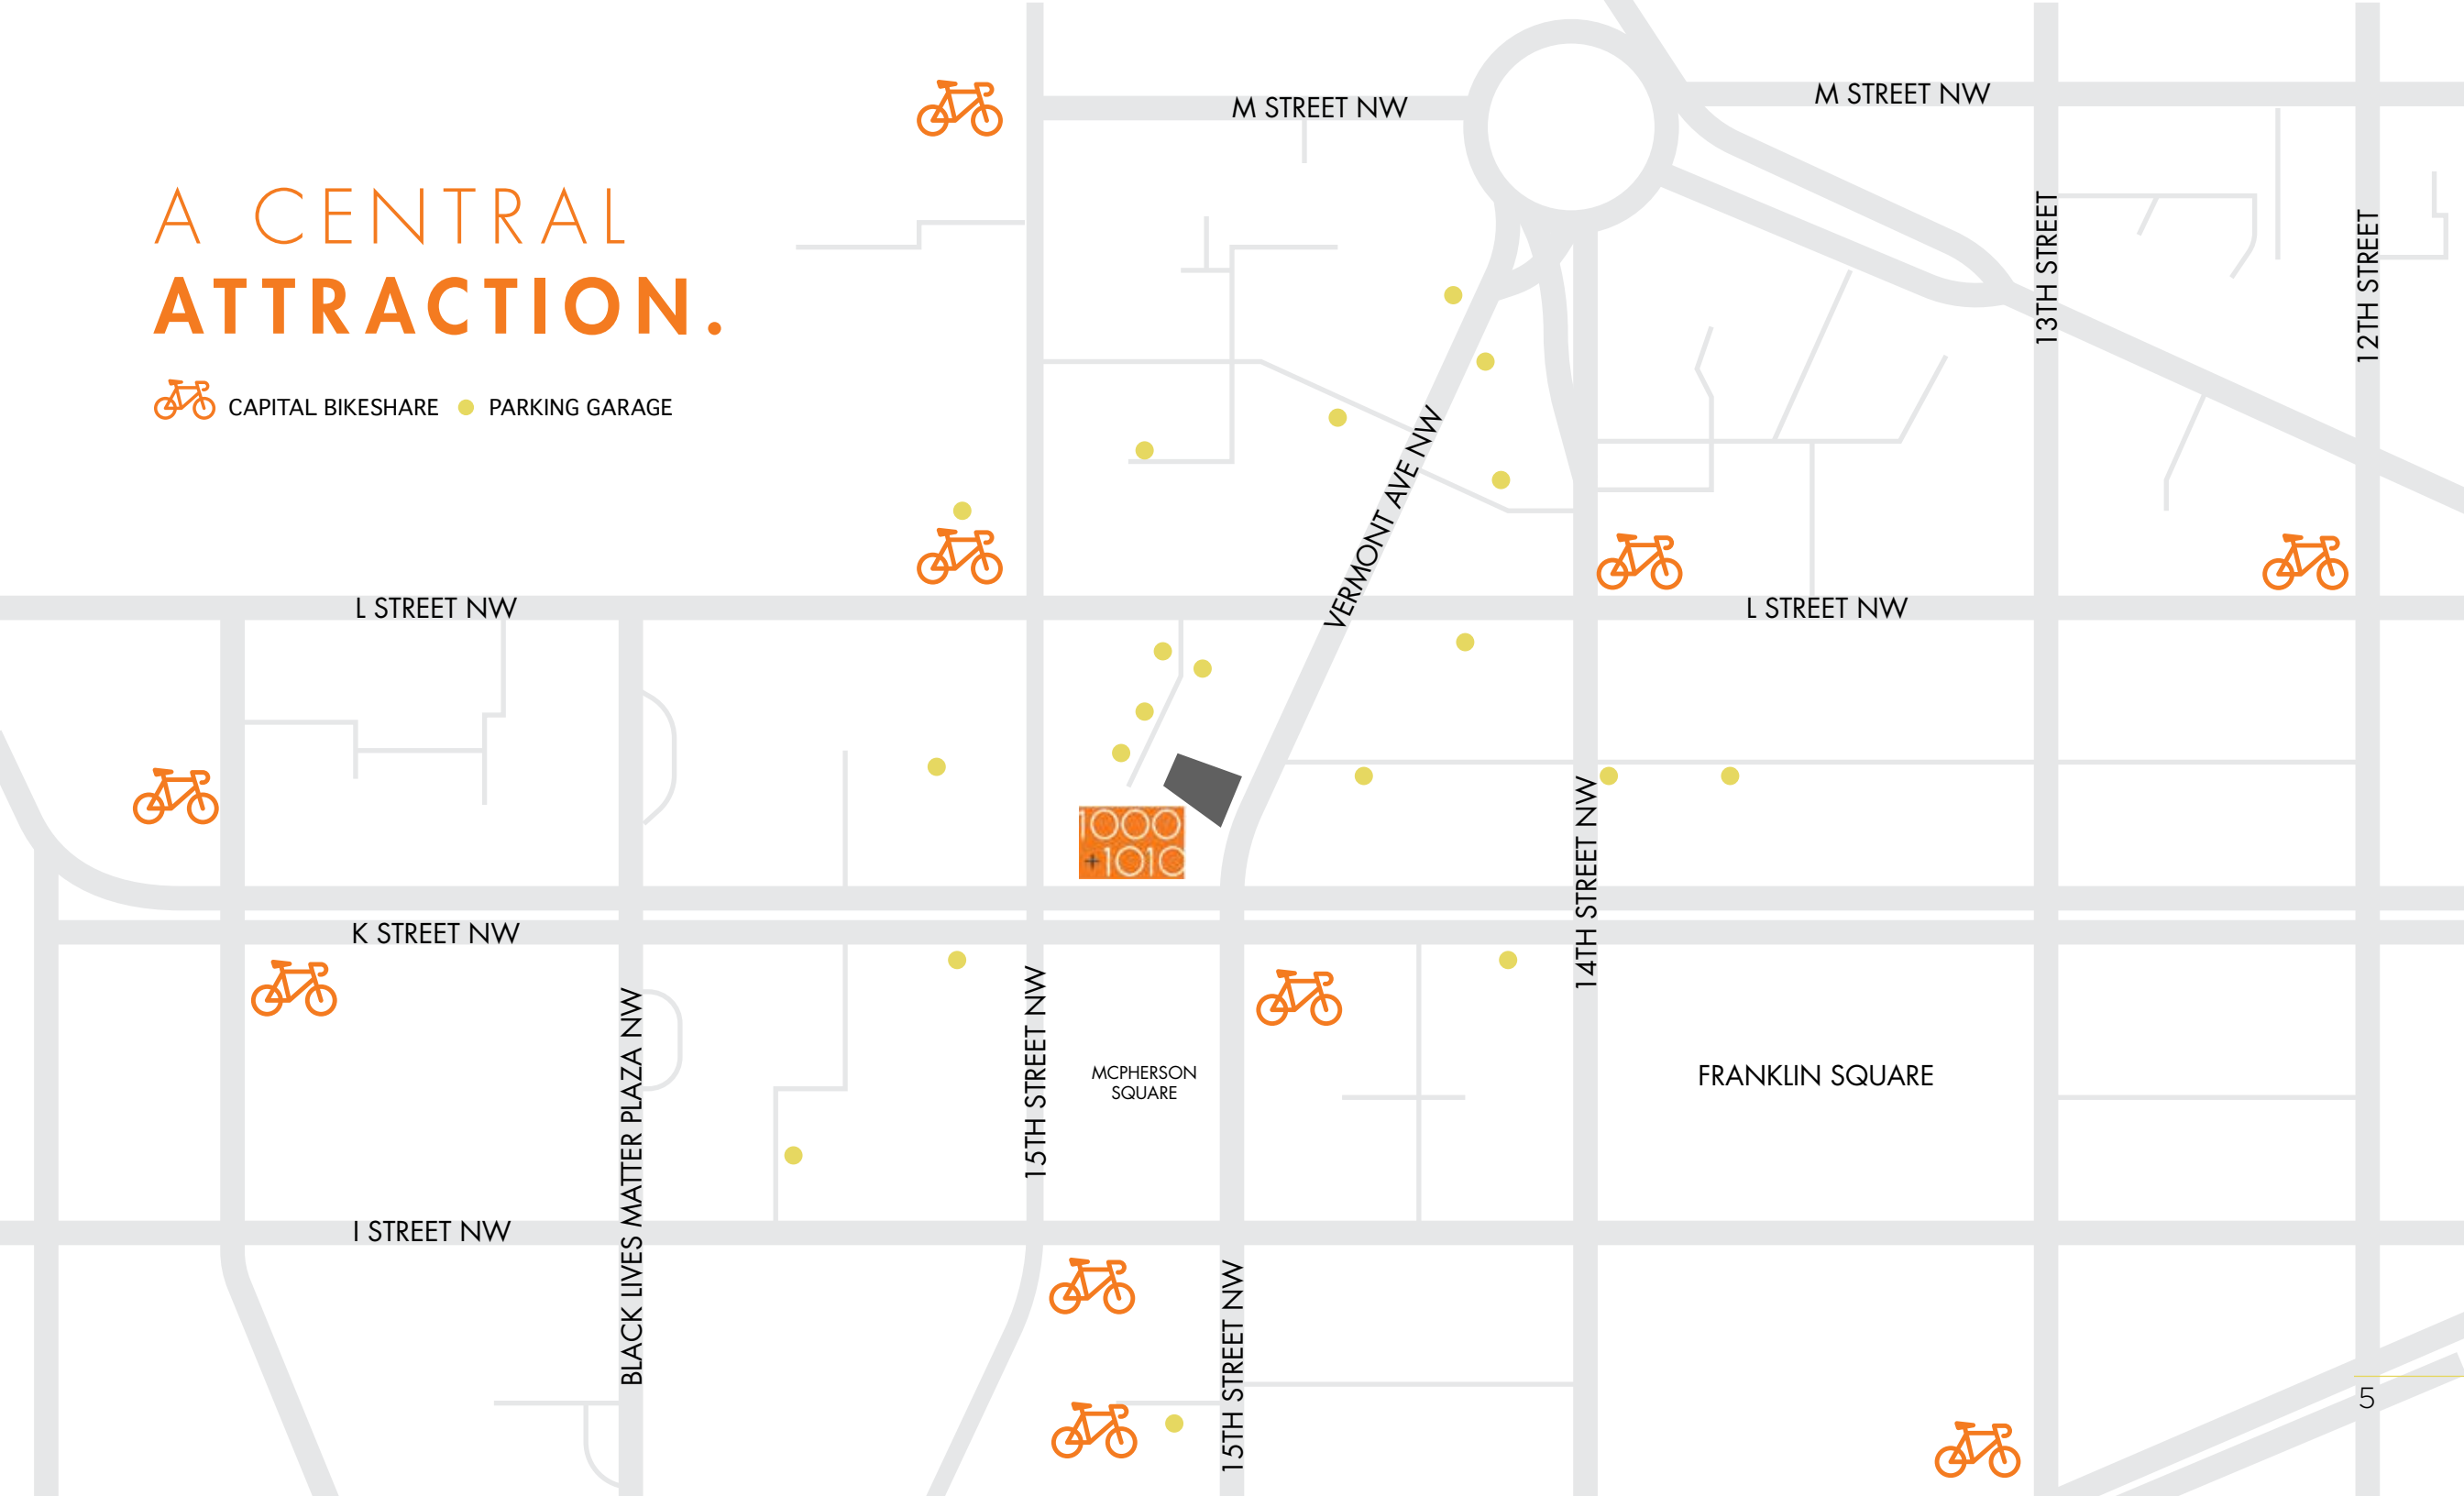 M STREET NW
M STREET NW
A CENTRAL
ATTRACTION.
CAPITAL BIKESHARE
PARKING GARAGE
13TH STREET
12TH STREET
VERMONT AVE NW
L STREET NW
L STREET NW
1000
+1010
14TH STREET NW
K STREET NW
15TH STREET NW
BLACK LIVES MATTER PLAZA NW
MCPHERSON
SQUARE
FRANKLIN SQUARE
I STREET NW
15TH STREET NW
5